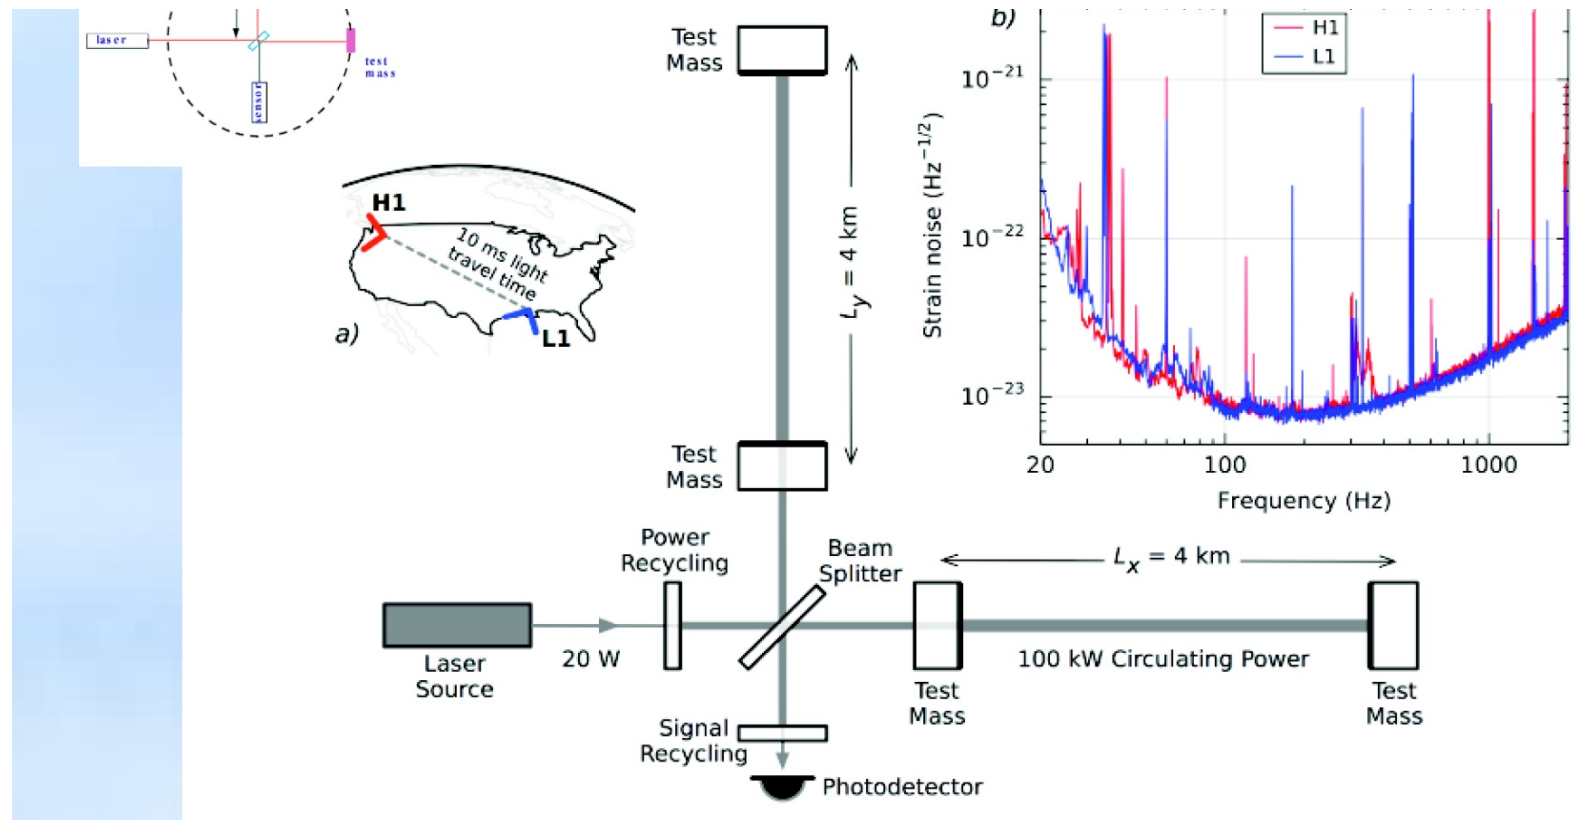 laser
test
mass
sensor
H1
10 ms light
travel time
L1
a)
Test
Mass
Ly = 4 km
Test
Mass
Power
Recycling
Beam
Splitter
Lx = 4 km
Laser
Source
20 W
100 kW Circulating Power
Test
Mass
Test
Mass
Signal
Recycling
Photodetector
b)
H1
L1
Strain noise (Hz^-1/2)
10^-21
10^-22
10^-23
20
100
1000
Frequency (Hz)